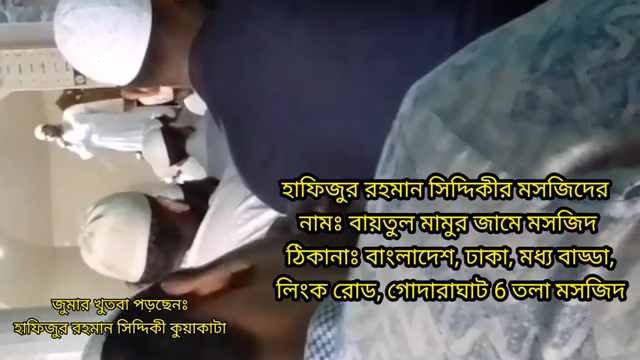 হাফিজুর রহমান সিদ্দিকীর মসজিদের
নামঃ বায়তুল মামুর জামে মসজিদ
ঠিকানাঃ বাংলাদেশ, ঢাকা, মধ্য বাড্ডা,
লিংক রোড, গোদারাঘাট 6 তলা মসজিদ
জুমার খুতবা পড়ছেনঃ
হাফিজুর রহমান সিদ্দিকী কুয়াকাটা